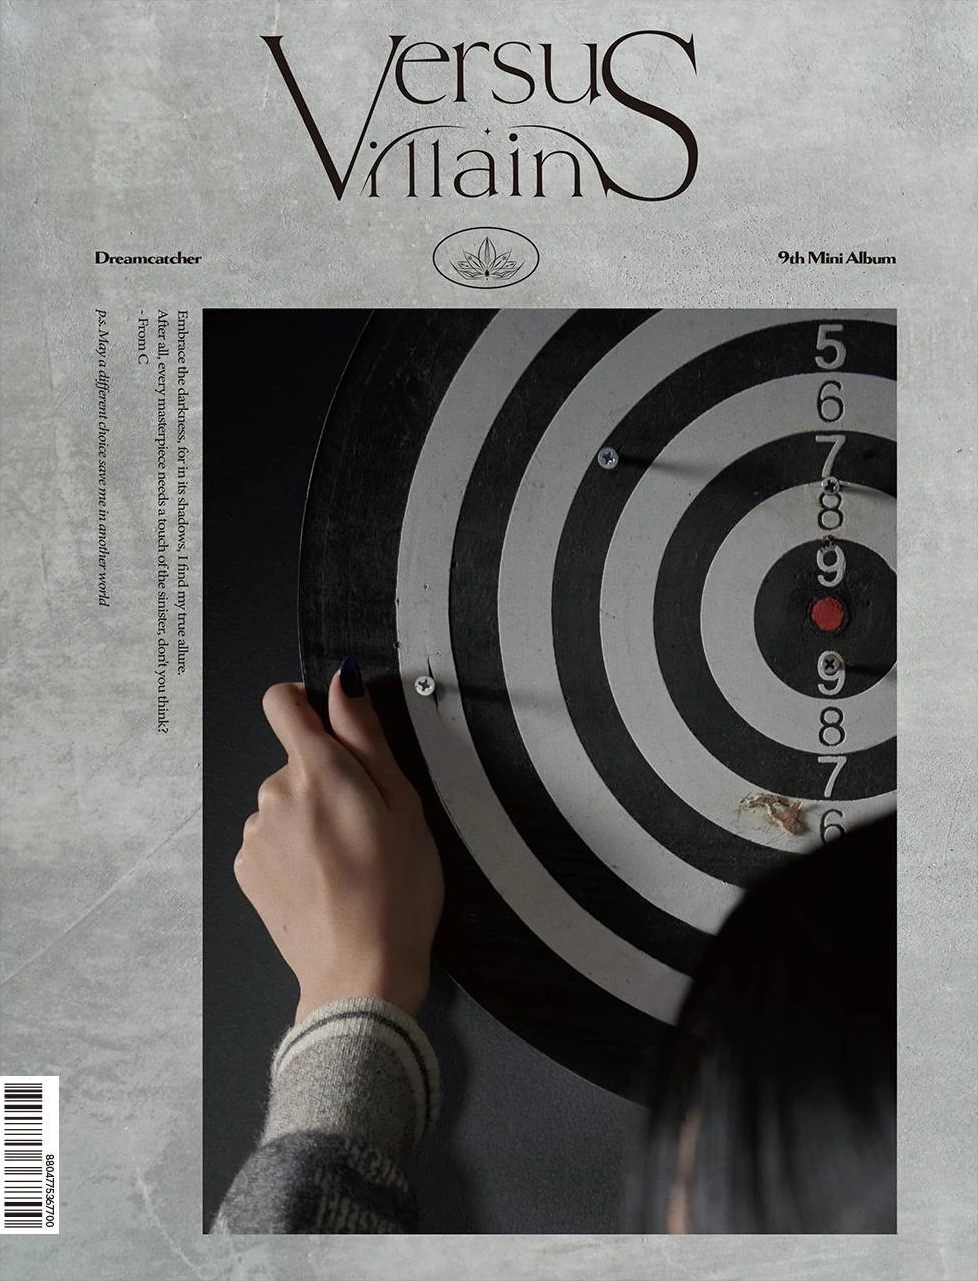 Versus
Villains
Dreamcatcher
9th Mini Album
Embrace the darkness, for in its shadows, I find my true allure.
After all, every masterpiece needs a touch of the sinister, don't you think?
- From C
p.s. May a different choice save me in another world
5
6
7
8
9
9
8
7
6
8804775367700